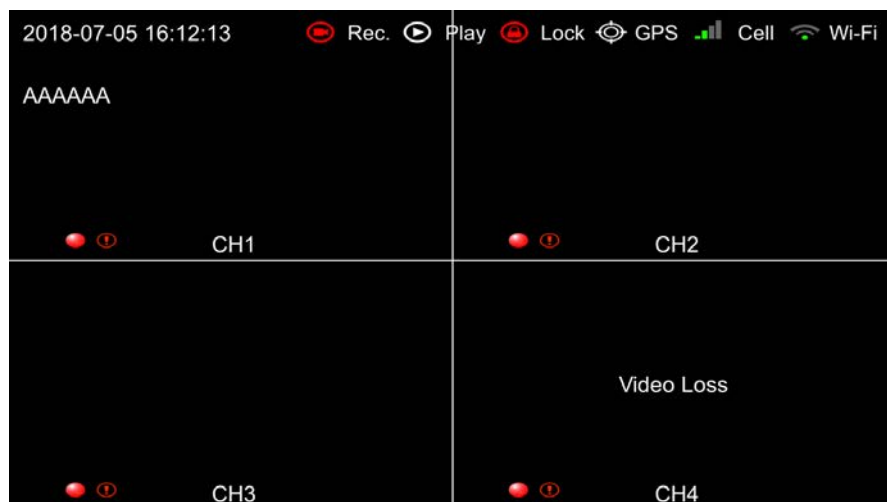 2018-07-05 16:12:13 Rec. Play Lock GPS Cell Wi-Fi
AAAAAA
CH1 CH2
Video Loss
CH3 CH4